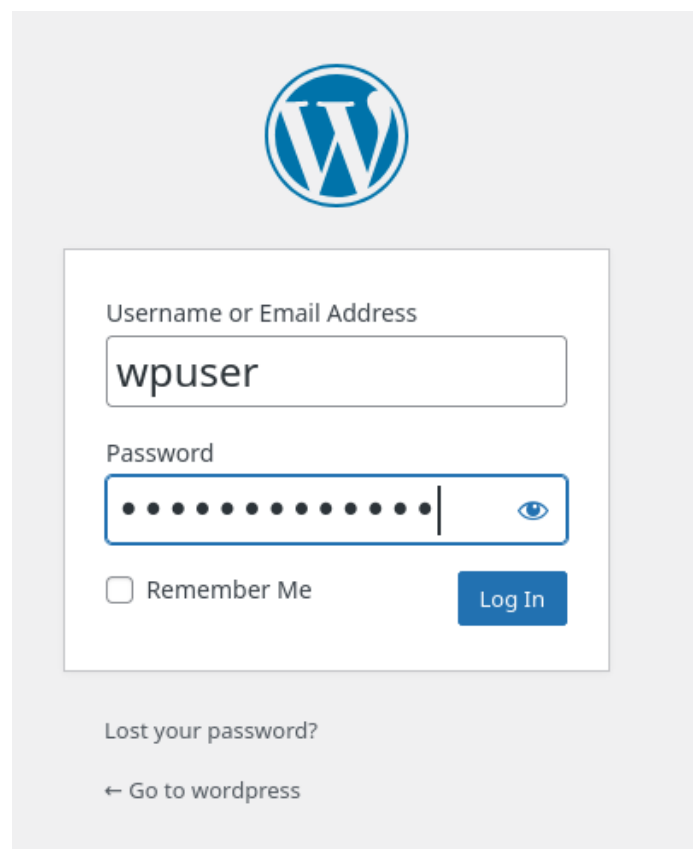 Username or Email Address
wpuser
Password
•••••••••••••
Remember Me
Log In
Lost your password?
← Go to wordpress